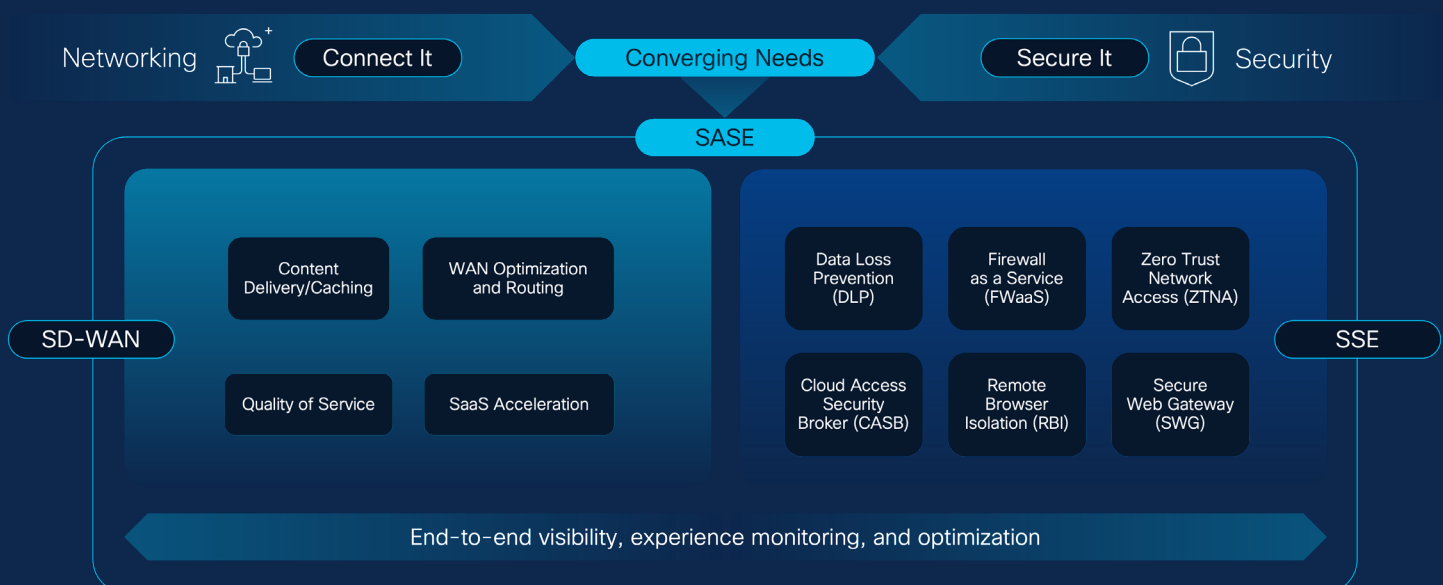 Networking
Connect It
Converging Needs
Secure It
Security
SASE
SD-WAN
Content
Delivery/Caching
WAN Optimization
and Routing
Quality of Service
SaaS Acceleration
Data Loss
Prevention
(DLP)
Firewall
as a Service
(FWaaS)
Zero Trust
Network
Access (ZTNA)
Cloud Access
Security
Broker (CASB)
Remote
Browser
Isolation (RBI)
Secure
Web Gateway
(SWG)
SSE
End-to-end visibility, experience monitoring, and optimization